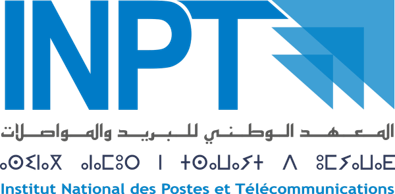 INPT
المعهد الوطني للبريد والمواصلات
Institut National des Postes et Télécommunications